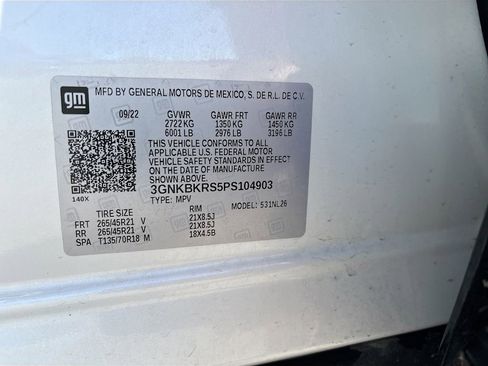 gm
MFD BY GENERAL MOTORS DE MEXICO, S. DE R.L. DE C.V.
09/22 GVWR GAWR FRT GAWR RR
2722 KG 1350 KG 1450 KG
6001 LB 2976 LB 3196 LB
THIS VEHICLE CONFORMS TO ALL
APPLICABLE U.S. FEDERAL MOTOR
VEHICLE SAFETY STANDARDS IN EFFECT
ON THE DATE OF MANUFACTURE
SHOWN ABOVE.
3GNKBKRS5PS104903
140X TYPE: MPV MODEL: 531NL26
TIRE SIZE RIM
FRT 265/45R21 V 21X8.5J
RR 265/45R21 V 21X8.5J
SPA T135/70R18 M 18X4.5B